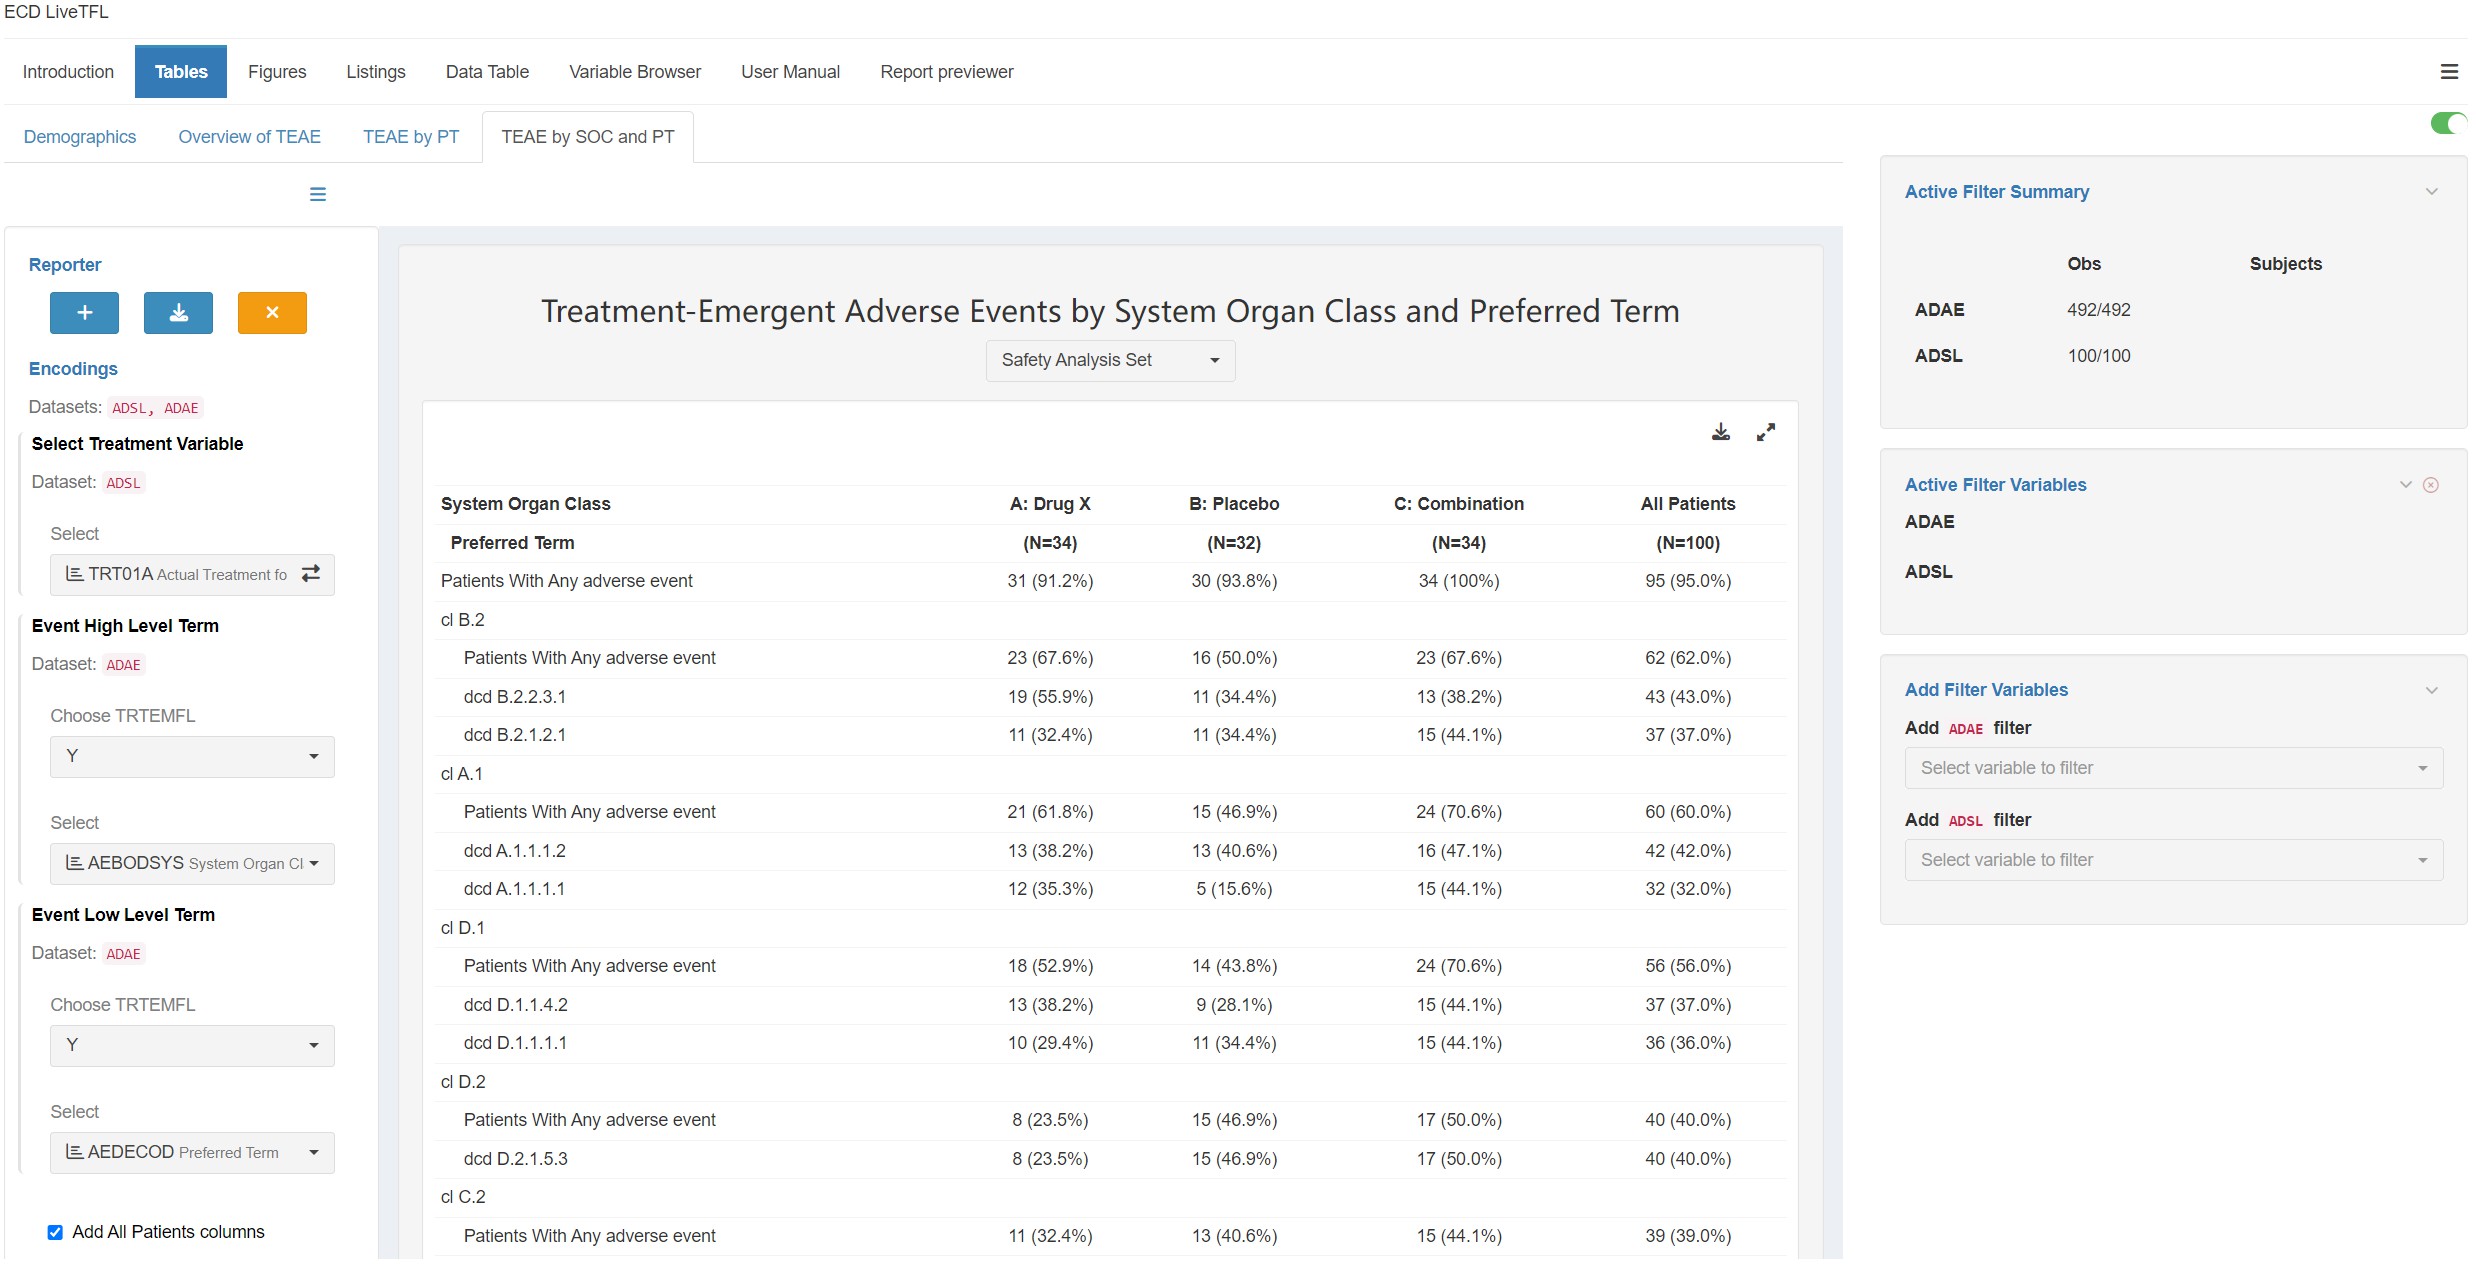 ECD LiveTFL
Introduction Tables Figures Listings Data Table Variable Browser User Manual Report previewer
Demographics Overview of TEAE TEAE by PT TEAE by SOC and PT
Reporter
Encodings
Datasets: ADSL, ADAE
Select Treatment Variable
Dataset: ADSL
Select
TRT01A Actual Treatment fo
Event High Level Term
Dataset: ADAE
Choose TRTEMFL
Y
Select
AEBODSYS System Organ Cl
Event Low Level Term
Dataset: ADAE
Choose TRTEMFL
Y
Select
AEDECOD Preferred Term
Add All Patients columns
Treatment-Emergent Adverse Events by System Organ Class and Preferred Term
Safety Analysis Set
System Organ Class A: Drug X B: Placebo C: Combination All Patients
Preferred Term (N=34) (N=32) (N=34) (N=100)
Patients With Any adverse event 31 (91.2%) 30 (93.8%) 34 (100%) 95 (95.0%)
cl B.2
Patients With Any adverse event 23 (67.6%) 16 (50.0%) 23 (67.6%) 62 (62.0%)
dcd B.2.2.3.1 19 (55.9%) 11 (34.4%) 13 (38.2%) 43 (43.0%)
dcd B.2.1.2.1 11 (32.4%) 11 (34.4%) 15 (44.1%) 37 (37.0%)
cl A.1
Patients With Any adverse event 21 (61.8%) 15 (46.9%) 24 (70.6%) 60 (60.0%)
dcd A.1.1.1.2 13 (38.2%) 13 (40.6%) 16 (47.1%) 42 (42.0%)
dcd A.1.1.1.1 12 (35.3%) 5 (15.6%) 15 (44.1%) 32 (32.0%)
cl D.1
Patients With Any adverse event 18 (52.9%) 14 (43.8%) 24 (70.6%) 56 (56.0%)
dcd D.1.1.4.2 13 (38.2%) 9 (28.1%) 15 (44.1%) 37 (37.0%)
dcd D.1.1.1.1 10 (29.4%) 11 (34.4%) 15 (44.1%) 36 (36.0%)
cl D.2
Patients With Any adverse event 8 (23.5%) 15 (46.9%) 17 (50.0%) 40 (40.0%)
dcd D.2.1.5.3 8 (23.5%) 15 (46.9%) 17 (50.0%) 40 (40.0%)
cl C.2
Patients With Any adverse event 11 (32.4%) 13 (40.6%) 15 (44.1%) 39 (39.0%)
Active Filter Summary
Obs Subjects
ADAE 492/492
ADSL 100/100
Active Filter Variables
ADAE
ADSL
Add Filter Variables
Add ADAE filter
Select variable to filter
Add ADSL filter
Select variable to filter